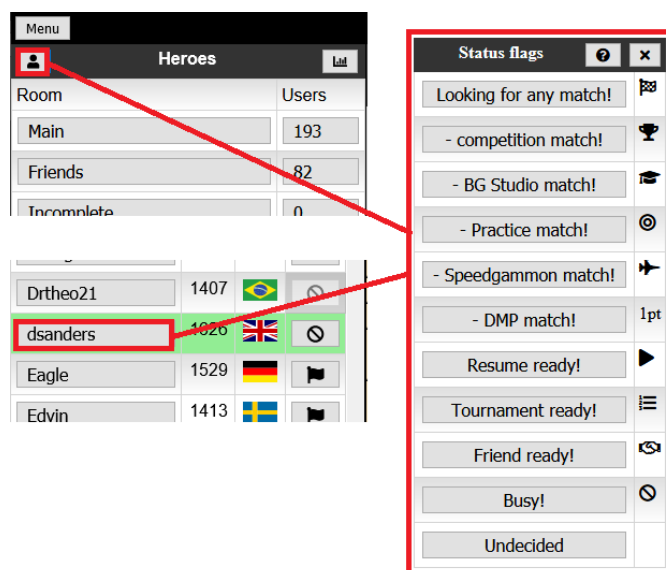 Menu
Heroes
Room Users
Main 193
Friends 82
Incomplete 0
Drtheo21 1407
dsanders 1626
Eagle 1529
Edvin 1413
Status flags
Looking for any match!
- competition match!
- BG Studio match!
- Practice match!
- Speedgammon match!
- DMP match! 1pt
Resume ready!
Tournament ready!
Friend ready!
Busy!
Undecided